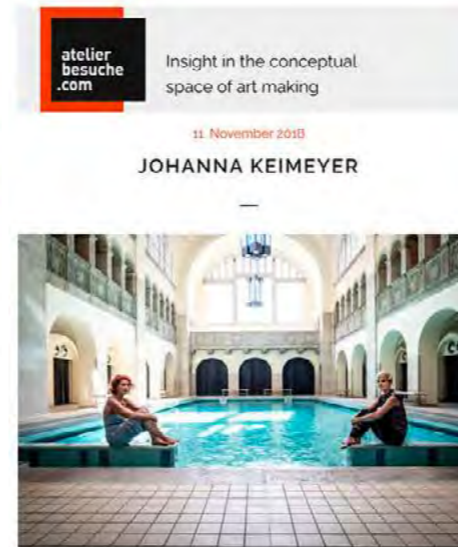 atelier
besuche
.com
Insight in the conceptual
space of art making
11. November 2018
JOHANNA KEIMEYER